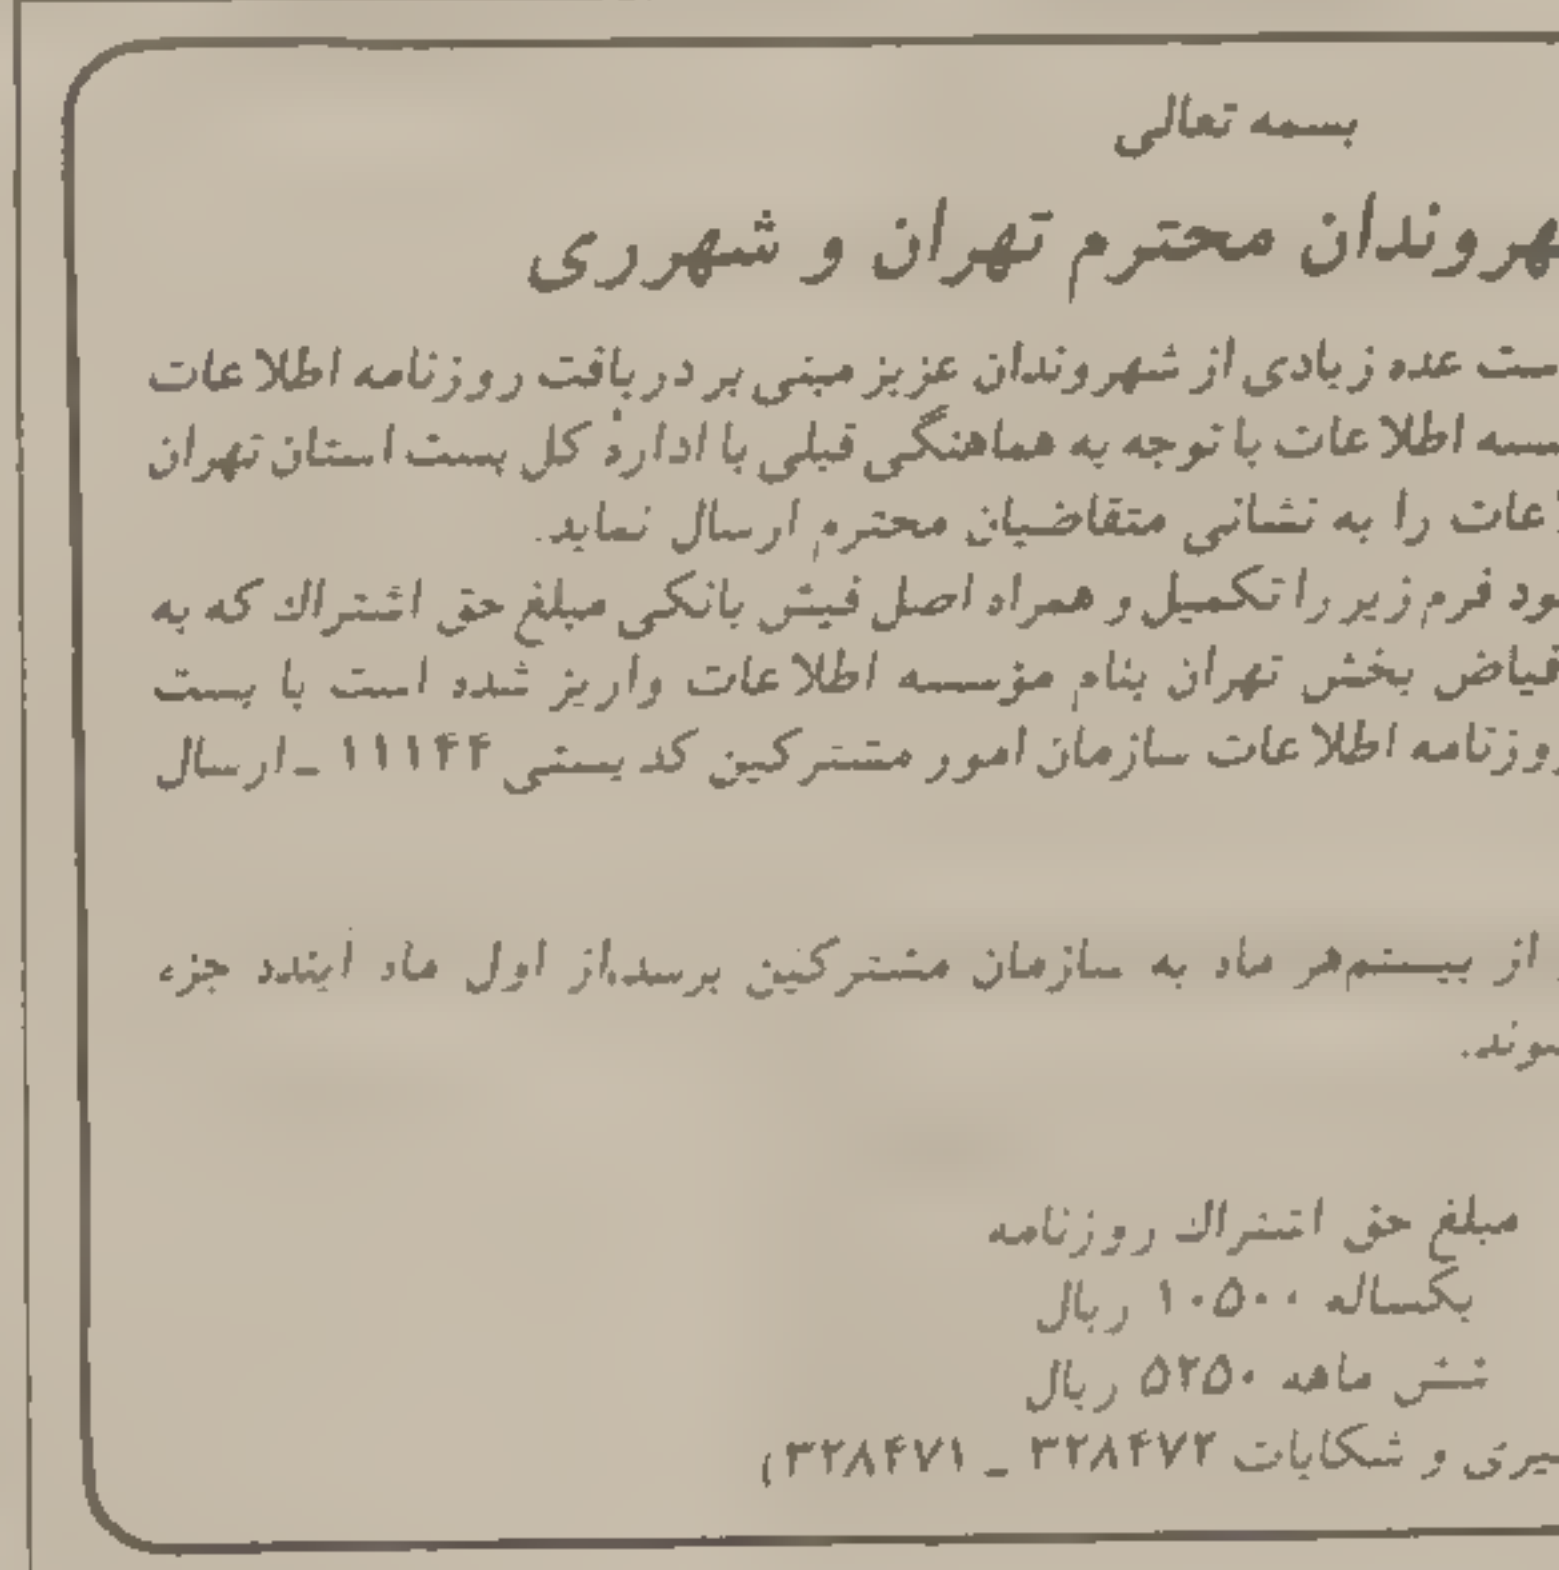 بسمه تعالی
هروندان محترم تهران و شهرری
ست عده زیادی از شهروندان عزیز مبنی بر دریافت روزنامه اطلاعات
سسه اطلاعات با توجه به هماهنگی قبلی با ادارهٔ کل پست استان تهران
عات را به نشانی متقاضیان محترم ارسال نماید.
ود فرم زیر را تکمیل و همراه اصل فیش بانکی مبلغ حق اشتراک که به
فیاض بخش تهران بنام مؤسسه اطلاعات واریز شده است با پست
وزنامه اطلاعات سازمان امور مشترکین کد پستی ۱۱۱۴۴ ـ ارسال
از بیستم هر ماه به سازمان مشترکین برسد، از اول ماه آینده جزء
وند.
مبلغ حق اشتراک روزنامه
یکساله ۱۰۵۰۰ ریال
شش ماهه ۵۲۵۰ ریال
یری و شکایات ۳۲۸۴۷۲ ـ ۳۲۸۴۷۱)